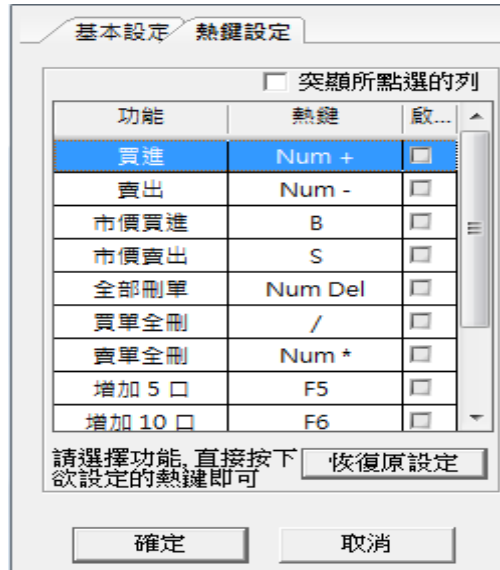 基本設定 熱鍵設定
突顯所點選的列
功能 熱鍵 啟...
買進 Num +
賣出 Num -
市價買進 B
市價賣出 S
全部刪單 Num Del
買單全刪 /
賣單全刪 Num *
增加 5 口 F5
增加 10 口 F6
請選擇功能, 直接按下
欲設定的熱鍵即可
恢復原設定
確定 取消